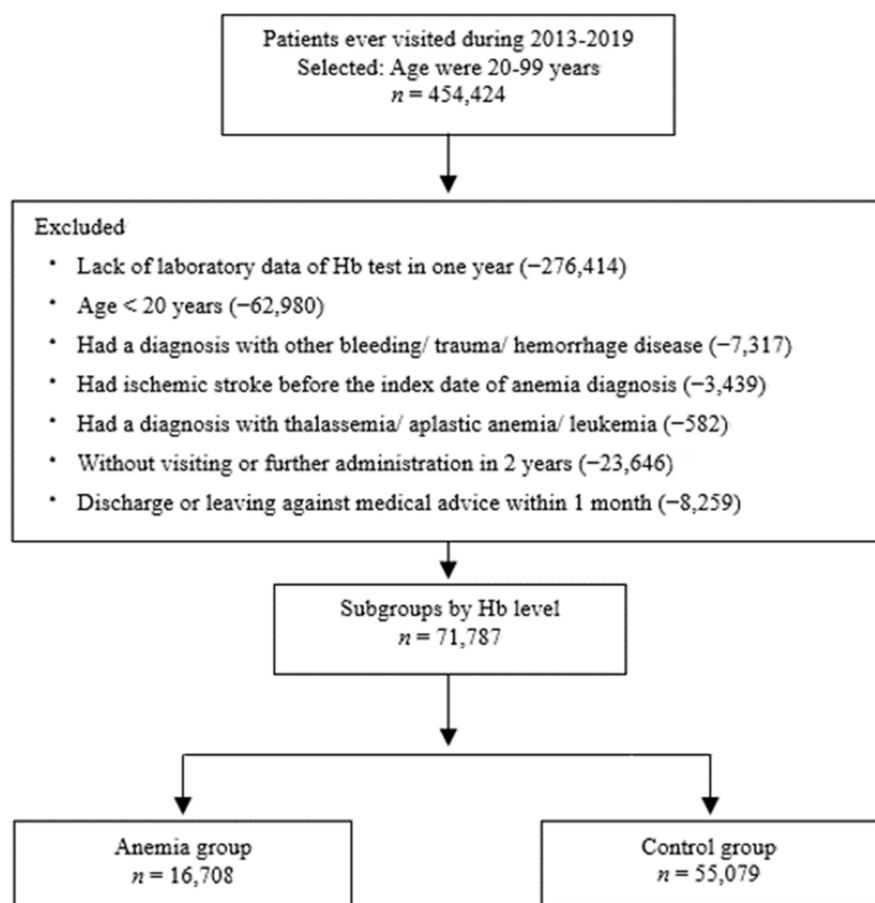 Patients ever visited during 2013-2019
Selected: Age were 20-99 years
n = 454,424
Excluded
• Lack of laboratory data of Hb test in one year (−276,414)
• Age < 20 years (−62,980)
• Had a diagnosis with other bleeding/ trauma/ hemorrhage disease (−7,317)
• Had ischemic stroke before the index date of anemia diagnosis (−3,439)
• Had a diagnosis with thalassemia/ aplastic anemia/ leukemia (−582)
• Without visiting or further administration in 2 years (−23,646)
• Discharge or leaving against medical advice within 1 month (−8,259)
Subgroups by Hb level
n = 71,787
Anemia group
n = 16,708
Control group
n = 55,079